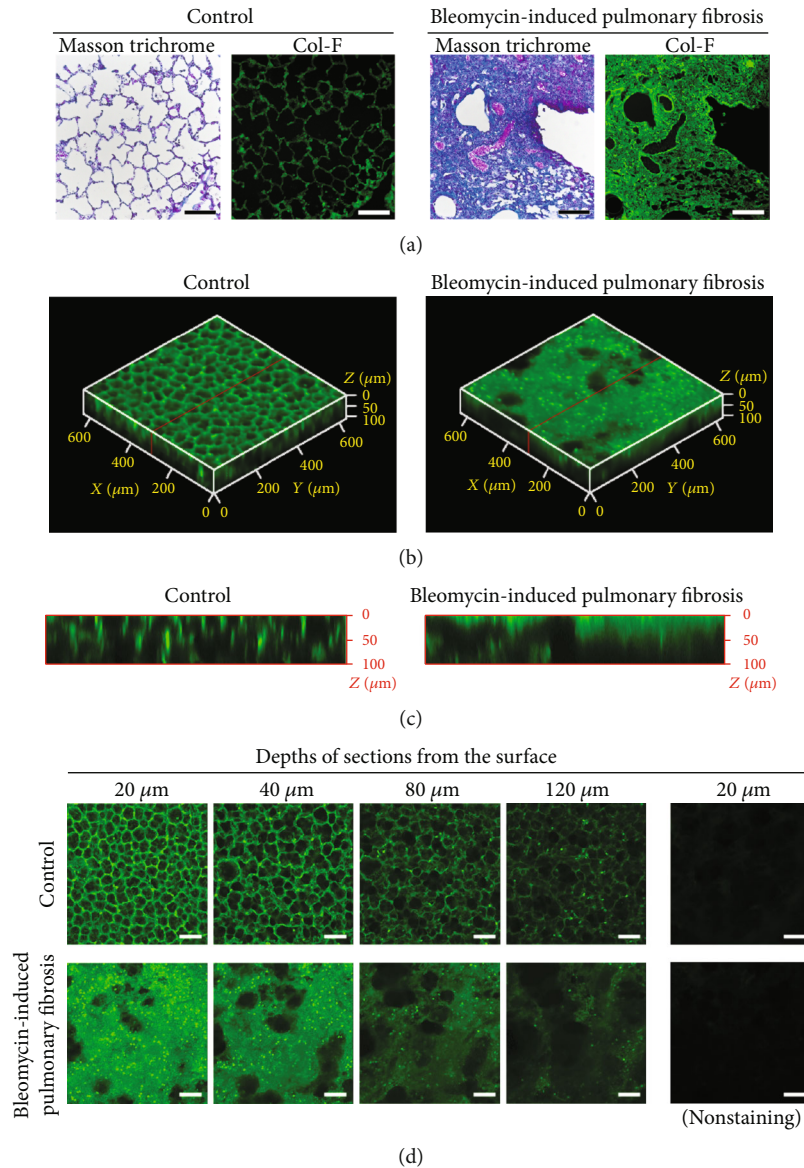 Control
Bleomycin-induced pulmonary fibrosis
Masson trichrome
Col-F
Masson trichrome
Col-F
(a)
Control
Bleomycin-induced pulmonary fibrosis
Z (μm)
0
50
100
600
400
200
0
X (μm)
0
200
400
600
Y (μm)
Z (μm)
0
50
100
600
400
200
0
X (μm)
0
200
400
600
Y (μm)
(b)
Control
Bleomycin-induced pulmonary fibrosis
0
50
100
Z (μm)
0
50
100
Z (μm)
(c)
Depths of sections from the surface
20 μm
40 μm
80 μm
120 μm
20 μm
Control
Bleomycin-induced
pulmonary fibrosis
(Nonstaining)
(d)